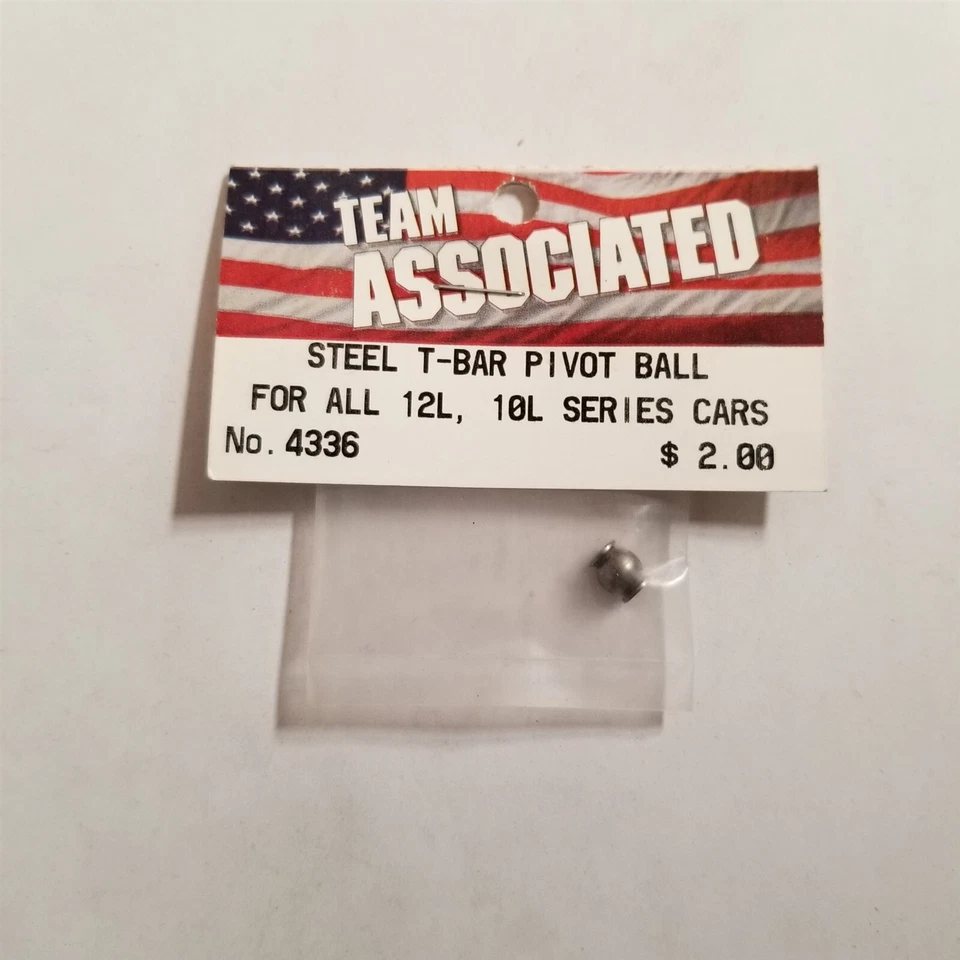 TEAM
ASSOCIATED
STEEL T-BAR PIVOT BALL
FOR ALL 12L, 10L SERIES CARS
No. 4336 $ 2.00